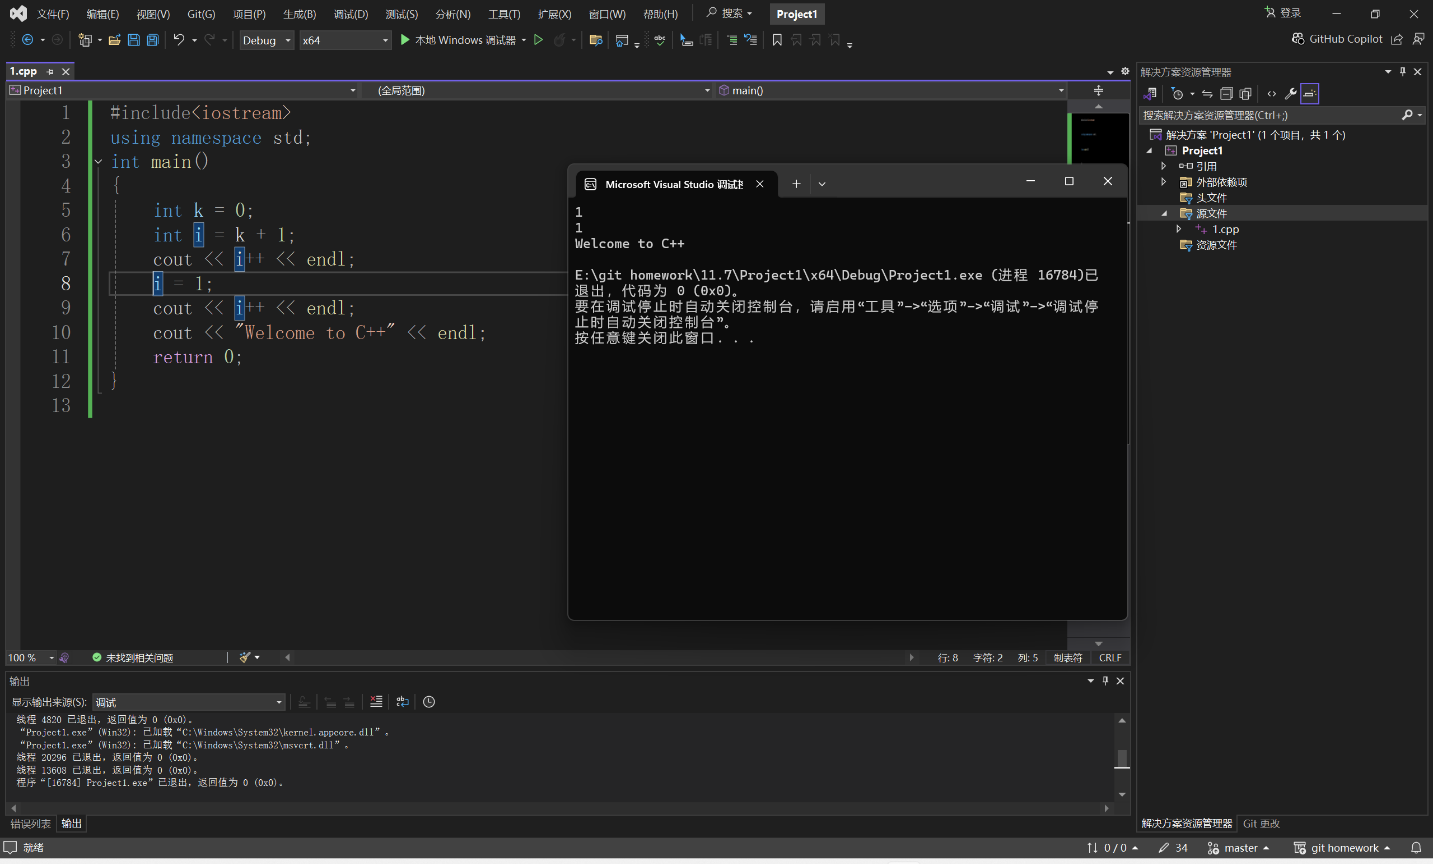 文件(F) 编辑(E) 视图(V) Git(G) 项目(P) 生成(B) 调试(D) 测试(S) 分析(N) 工具(T) 扩展(X) 窗口(W) 帮助(H) 搜索 Project1 登录
Debug x64 本地 Windows 调试器 GitHub Copilot
1.cpp
Project1 (全局范围) main()
1 #include<iostream>
2 using namespace std;
3 int main()
4 {
5 int k = 0;
6 int i = k + 1;
7 cout << i++ << endl;
8 i = 1;
9 cout << i++ << endl;
10 cout << "Welcome to C++" << endl;
11 return 0;
12 }
13
Microsoft Visual Studio 调试
1
1
Welcome to C++
E:\git homework\11.7\Project1\x64\Debug\Project1.exe (进程 16784)已
退出，代码为 0 (0x0)。
要在调试停止时自动关闭控制台，请启用“工具”->“选项”->“调试”->“调试停
止时自动关闭控制台”。
按任意键关闭此窗口. . .
解决方案资源管理器
搜索解决方案资源管理器(Ctrl+;)
解决方案 'Project1' (1 个项目，共 1 个)
Project1
引用
外部依赖项
头文件
源文件
1.cpp
资源文件
100 % 未找到相关问题 行: 8 字符: 2 列: 5 制表符 CRLF
输出
显示输出来源(S): 调试
线程 4820 已退出，返回值为 0 (0x0)。
“Project1.exe”(Win32): 已加载“C:\Windows\System32\kernel.appcore.dll”。
“Project1.exe”(Win32): 已加载“C:\Windows\System32\msvcrt.dll”。
线程 20296 已退出，返回值为 0 (0x0)。
线程 13608 已退出，返回值为 0 (0x0)。
程序“[16784] Project1.exe”已退出，返回值为 0 (0x0)。
错误列表 输出
解决方案资源管理器 Git 更改
就绪 0 / 0 34 master git homework